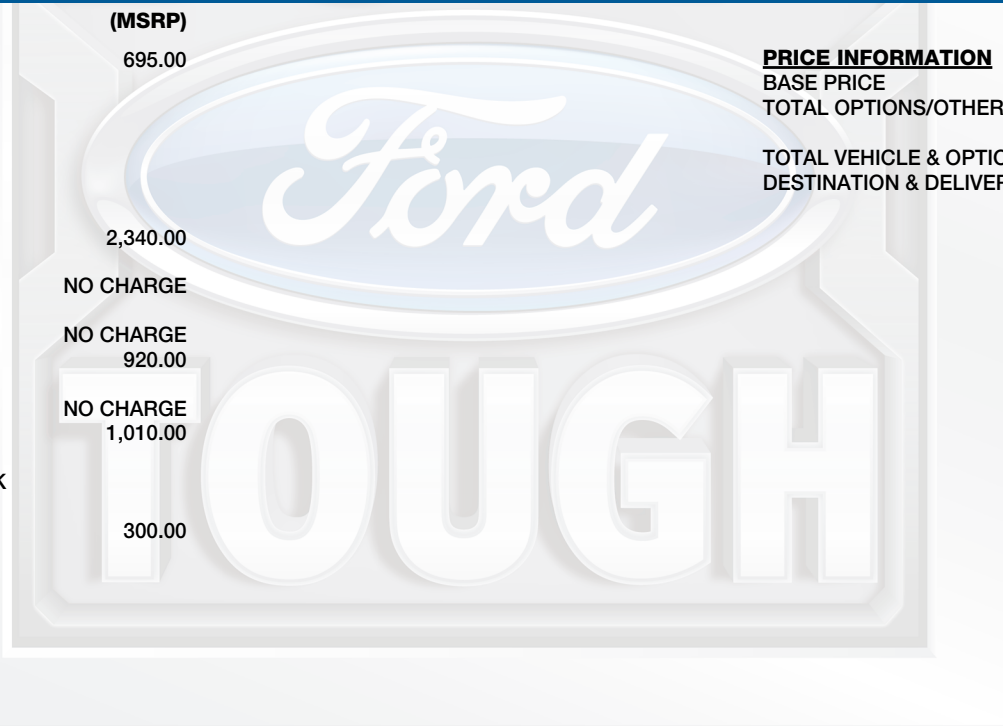 (MSRP)
695.00
2,340.00
NO CHARGE
NO CHARGE
920.00
NO CHARGE
1,010.00
K
300.00
PRICE INFORMATION
BASE PRICE
TOTAL OPTIONS/OTHER
TOTAL VEHICLE & OPTIO
DESTINATION & DELIVER
Ford
TOUGH